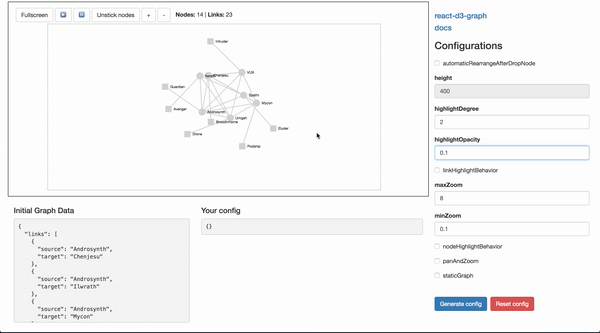 Fullscreen
Unstick nodes
+
-
Nodes: 14 | Links: 23
Intruder
VUX
Chenjesu
Guardian
Spathi
Mycon
Avenger
Androsynth
Umgah
Broodhmome
Eluder
Drone
Podship
Initial Graph Data
{
"links": [
{
"source": "Androsynth",
"target": "Chenjesu"
},
{
"source": "Androsynth",
"target": "Ilwrath"
},
{
"source": "Androsynth",
"target": "Mycon"
},
Your config
{}
react-d3-graph
docs
Configurations
automaticRearrangeAfterDropNode
height
400
highlightDegree
2
highlightOpacity
0.1
linkHighlightBehavior
maxZoom
8
minZoom
0.1
nodeHighlightBehavior
panAndZoom
staticGraph
Generate config
Reset config